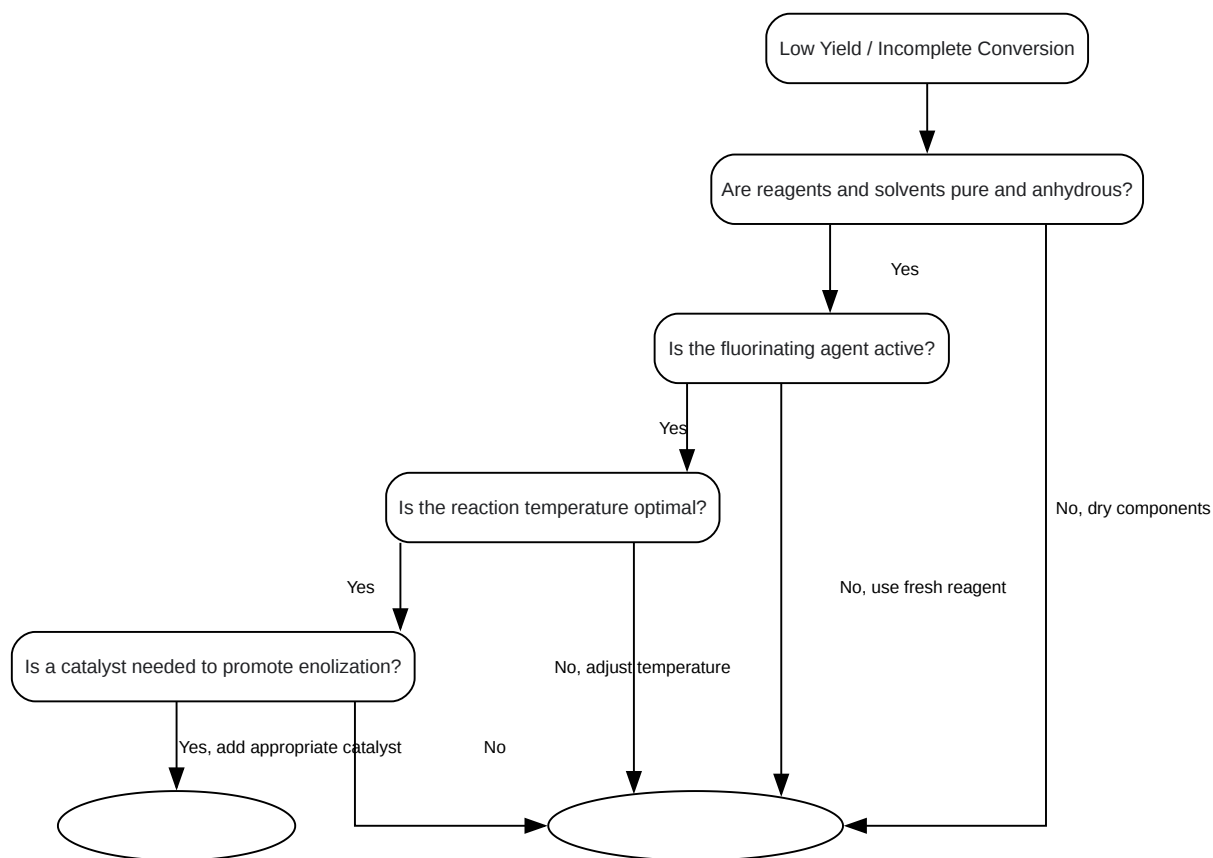 Low Yield / Incomplete Conversion
Are reagents and solvents pure and anhydrous?
Yes
Is the fluorinating agent active?
Yes
Is the reaction temperature optimal?
No, dry components
Yes
No, use fresh reagent
Is a catalyst needed to promote enolization?
No, adjust temperature
Yes, add appropriate catalyst
No